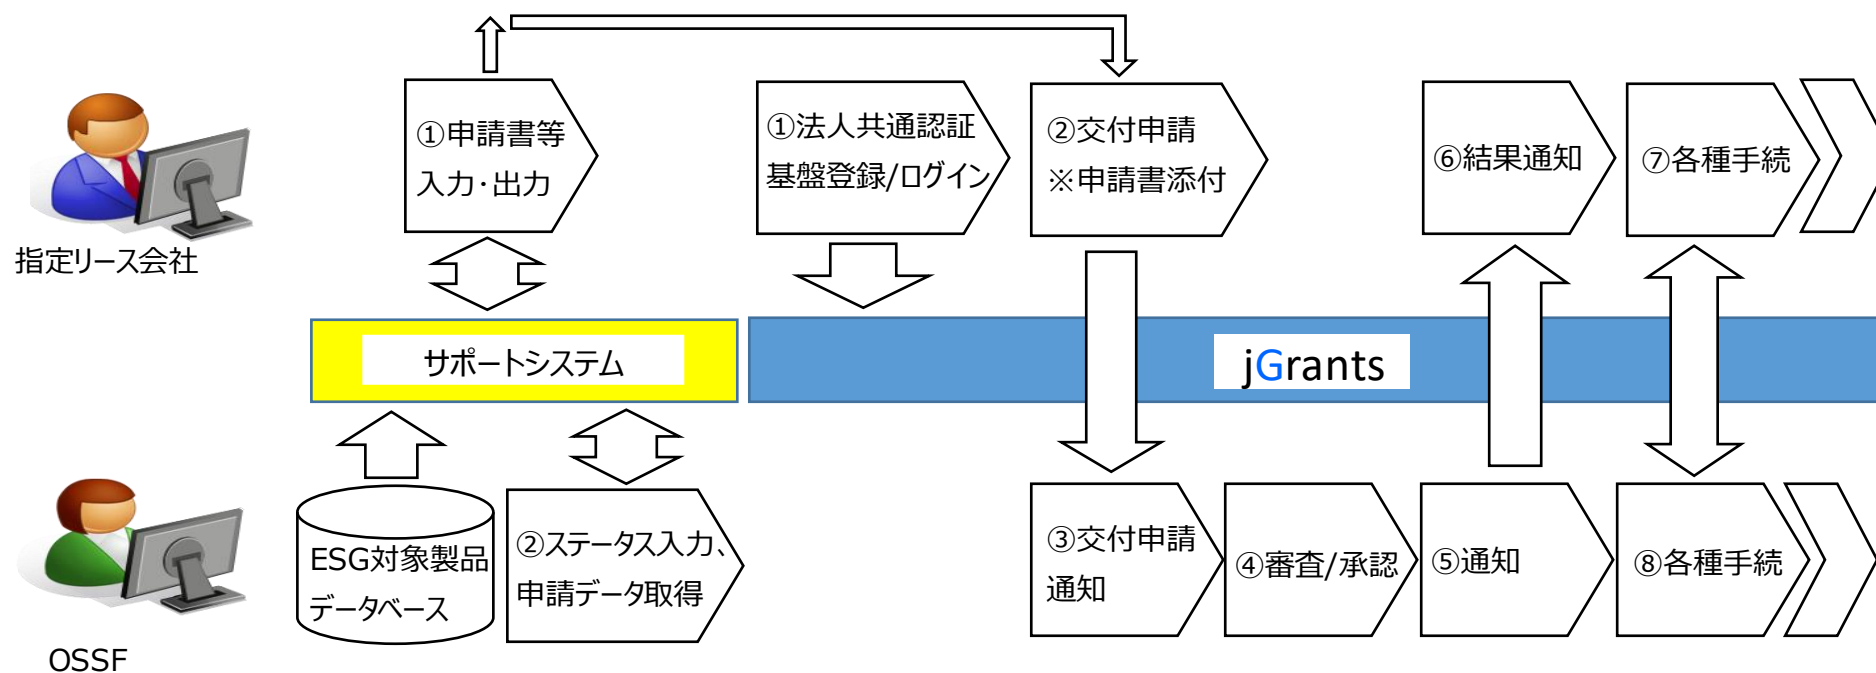 ①申請書等
入力・出力
①法人共通認証
基盤登録/ログイン
②交付申請
※申請書添付
⑥結果通知
⑦各種手続
指定リース会社
サポートシステム
jGrants
ESG対象製品
データベース
②ステータス入力、
申請データ取得
③交付申請
通知
④審査/承認
⑤通知
⑧各種手続
OSSF